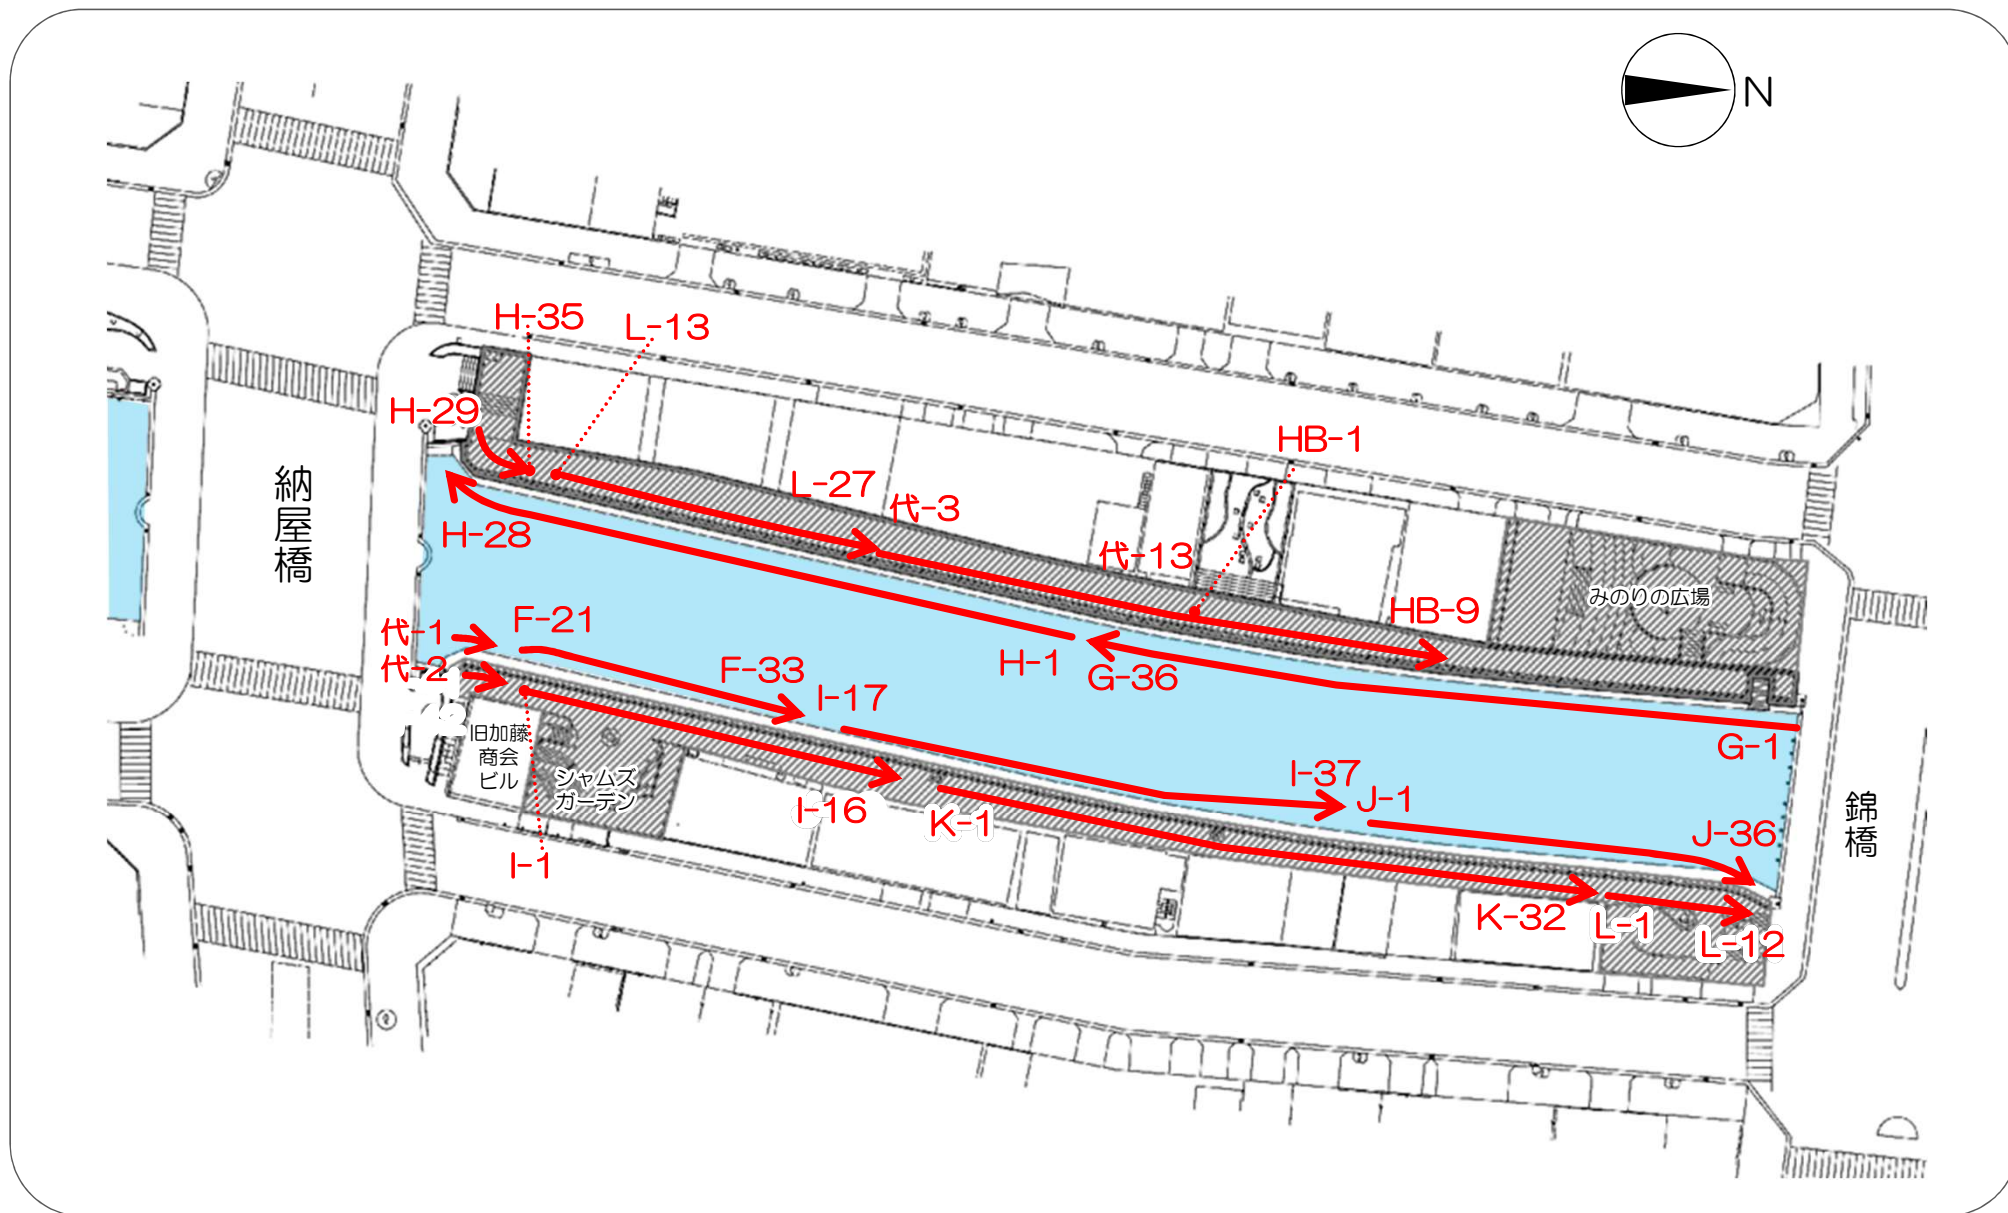 N
H-35
L-13
H-29
HB-1
L-27
代-3
H-28
代-13
HB-9
みのりの広場
納屋橋
代-1
代-2
F-21
F-33
H-1
G-36
I-17
G-1
旧加藤
商会
ビル
シャムズ
ガーデン
I-37
J-1
I-16
K-1
J-36
錦橋
I-1
K-32
L-1
L-12